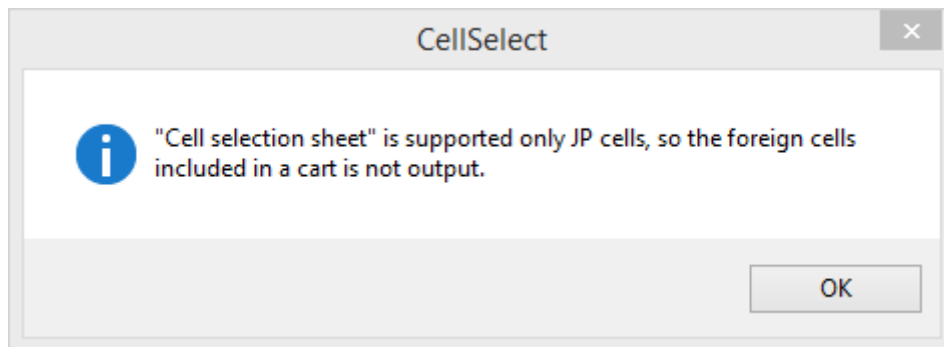 CellSelect
"Cell selection sheet" is supported only JP cells, so the foreign cells
included in a cart is not output.
OK